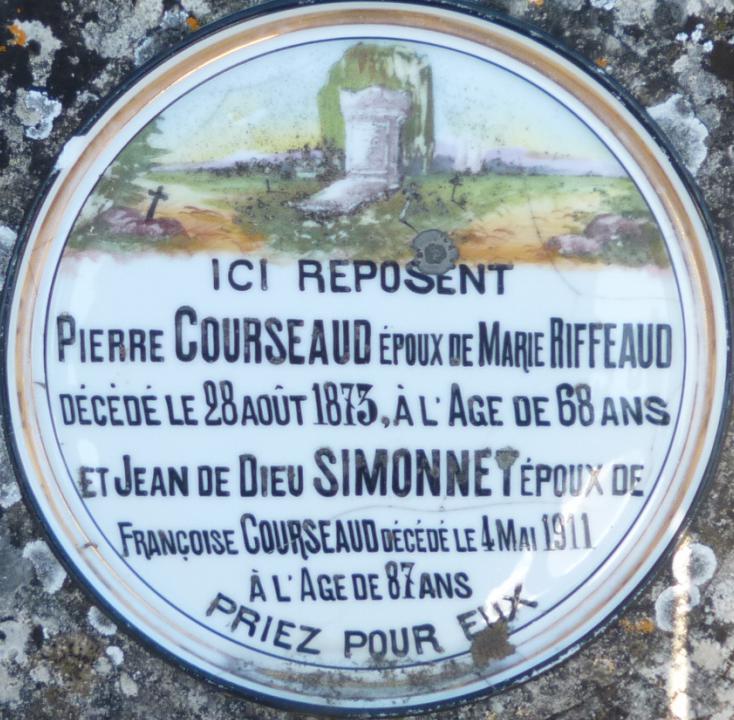 ICI REPOSENT
PIERRE COURSEAUD ÉPOUX DE MARIE RIFFEAUD
DÉCÈDÉ LE 28 AOÛT 1873, À L'AGE DE 68 ANS
ET JEAN DE DIEU SIMONNET ÉPOUX DE
FRANÇOISE COURSEAUD DÉCÉDÉ LE 4 MAI 1911
À L'AGE DE 87 ANS
PRIEZ POUR EUX